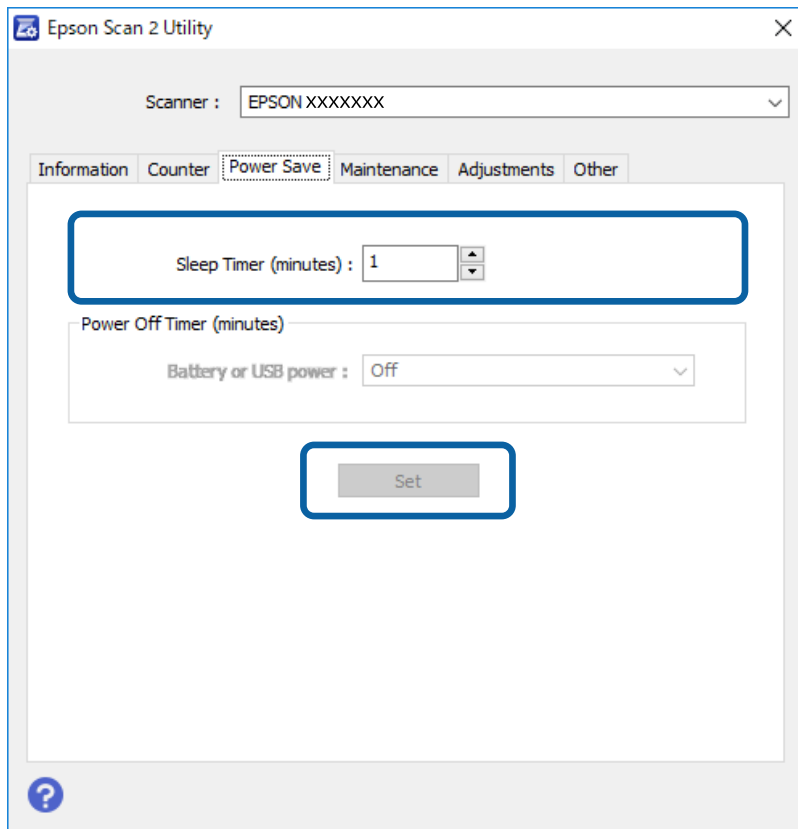 Epson Scan 2 Utility
Scanner : EPSON XXXXXXX
Information Counter Power Save Maintenance Adjustments Other
Sleep Timer (minutes) : 1
Power Off Timer (minutes)
Battery or USB power : Off
Set
?